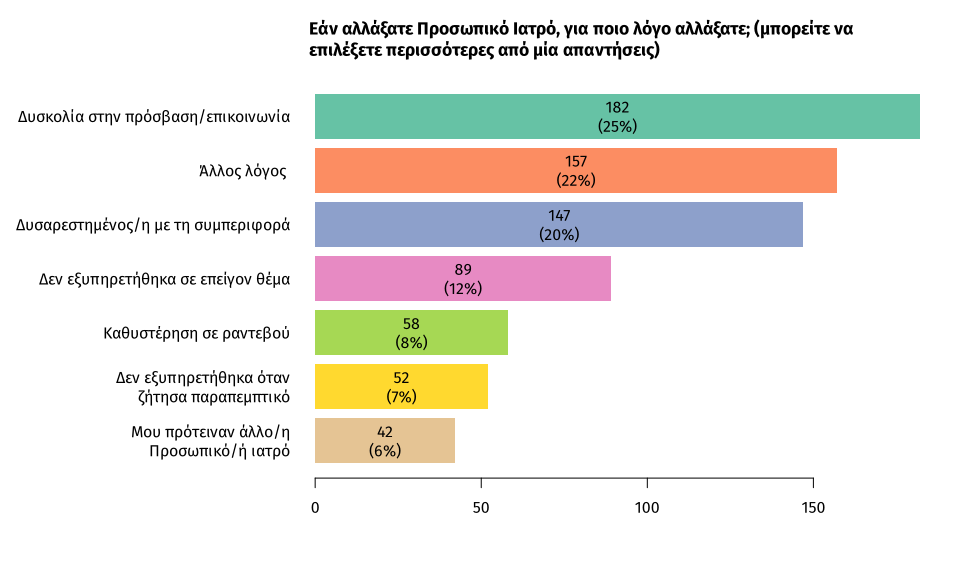 Εάν αλλάξατε Προσωπικό Ιατρό, για ποιο λόγο αλλάξατε; (μπορείτε να
επιλέξετε περισσότερες από μία απαντήσεις)
Δυσκολία στην πρόσβαση/επικοινωνία
182
(25%)
Άλλος λόγος
157
(22%)
Δυσαρεστημένος/η με τη συμπεριφορά
147
(20%)
Δεν εξυπηρετήθηκα σε επείγον θέμα
89
(12%)
Καθυστέρηση σε ραντεβού
58
(8%)
Δεν εξυπηρετήθηκα όταν
ζήτησα παραπεμπτικό
52
(7%)
Μου πρότειναν άλλο/η
Προσωπικό/ή ιατρό
42
(6%)
0 50 100 150